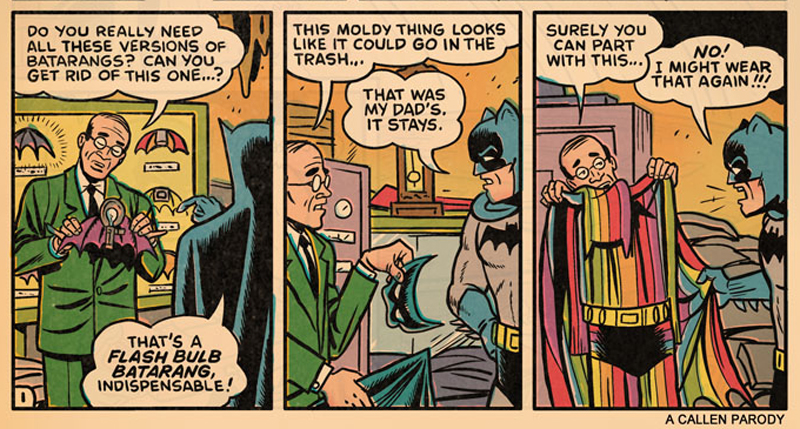 DO YOU REALLY NEED
ALL THESE VERSIONS OF
BATARANGS? CAN YOU
GET RID OF THIS ONE...?
THAT'S A
FLASH BULB
BATARANG,
INDISPENSABLE!
THIS MOLDY THING LOOKS
LIKE IT COULD GO IN THE
TRASH...
THAT WAS
MY DAD'S.
IT STAYS.
SURELY YOU
CAN PART
WITH THIS...
NO!
I MIGHT WEAR
THAT AGAIN!!!
A CALLEN PARODY